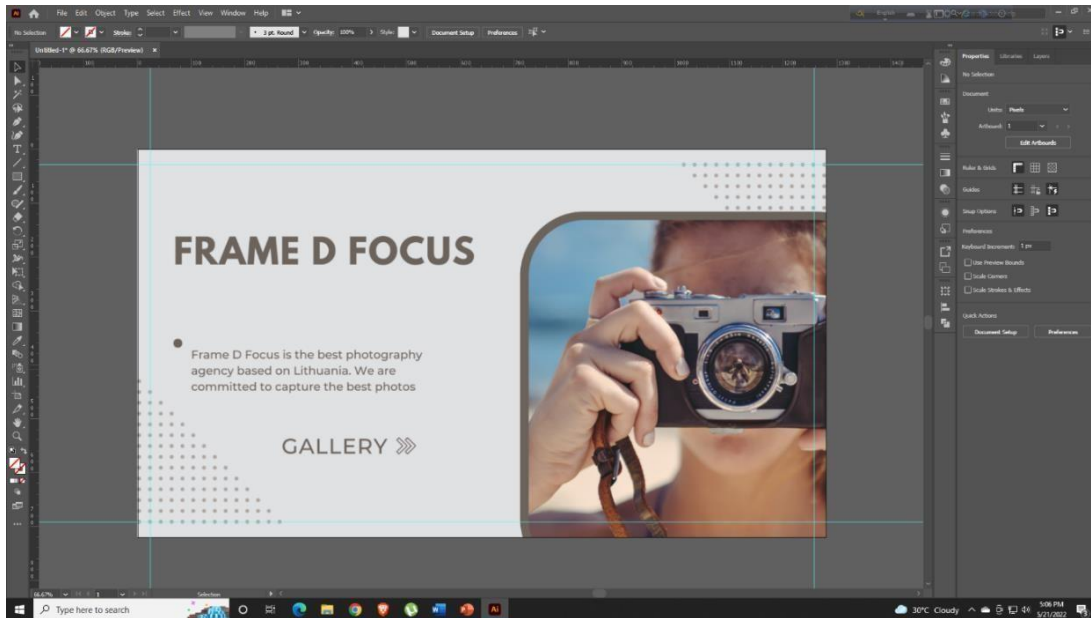 File Edit Object Type Select Effect View Window Help
No Selection Stroke: 3 pt. Round Opacity: 100% Style: Document Setup Preferences
Untitled-1* @ 66.67% (RGB/Preview) ×
Properties Libraries Layers
No Selection
Document
Units: Pixels
Artboard: 1
Edit Artboards
Ruler & Grids
Guides
Snap Options
Preferences
Keyboard Increment: 1 px
Use Preview Bounds
Scale Corners
Scale Strokes & Effects
Quick Actions
Document Setup Preferences
FRAME D FOCUS
Frame D Focus is the best photography
agency based on Lithuania. We are
committed to capture the best photos
GALLERY
66.67% 1 Selection
Type here to search
Ai
30°C Cloudy
5:06 PM
5/21/2022